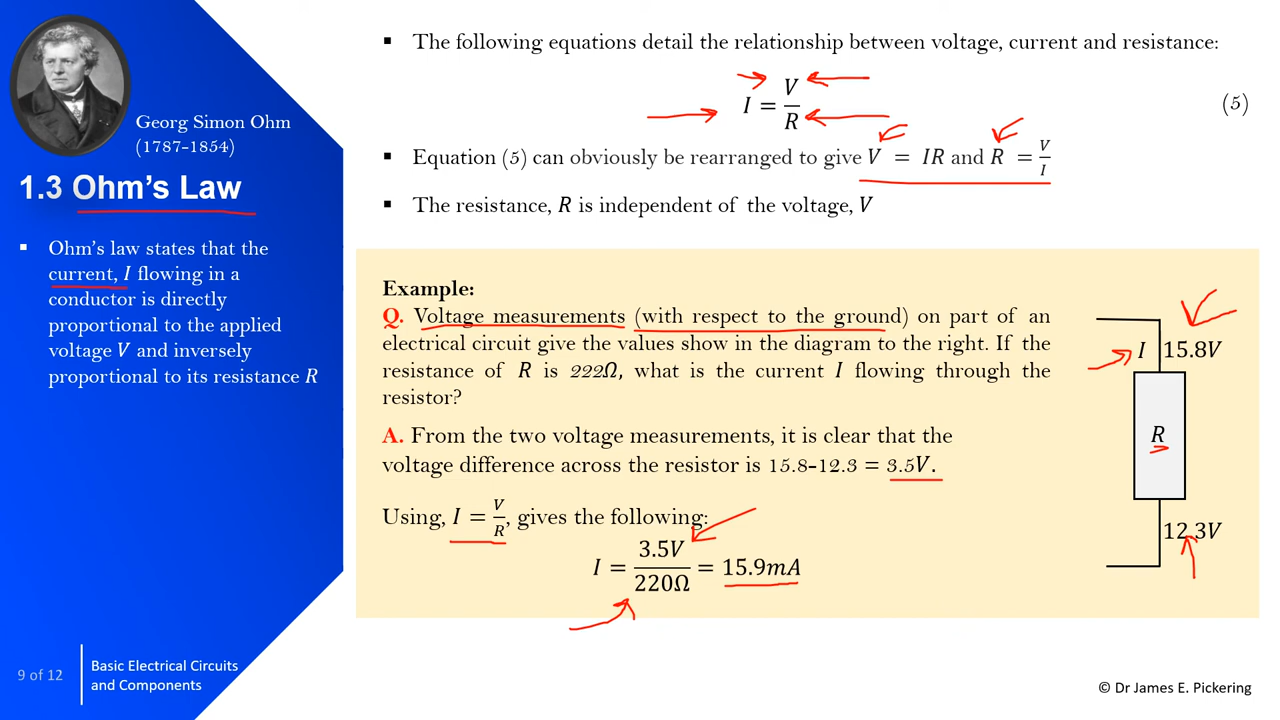 Georg Simon Ohm
(1787-1854)
1.3 Ohm's Law
▪ Ohm's law states that the
current, I flowing in a
conductor is directly
proportional to the applied
voltage V and inversely
proportional to its resistance R
9 of 12
Basic Electrical Circuits
and Components
▪ The following equations detail the relationship between voltage, current and resistance:
I = V/R (5)
▪ Equation (5) can obviously be rearranged to give V = IR and R = V/I
▪ The resistance, R is independent of the voltage, V
Example:
Q. Voltage measurements (with respect to the ground) on part of an
electrical circuit give the values show in the diagram to the right. If the
resistance of R is 222Ω, what is the current I flowing through the
resistor?
A. From the two voltage measurements, it is clear that the
voltage difference across the resistor is 15.8-12.3 = 3.5V.
Using, I = V/R, gives the following:
I = 3.5V/220Ω = 15.9mA
I 15.8V
R
12.3V
© Dr James E. Pickering